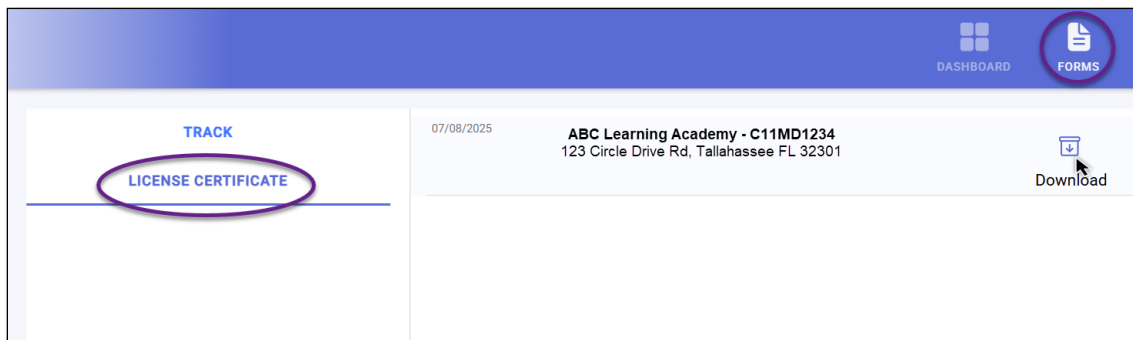 DASHBOARD
FORMS
TRACK
LICENSE CERTIFICATE
07/08/2025
ABC Learning Academy - C11MD1234
123 Circle Drive Rd, Tallahassee FL 32301
Download